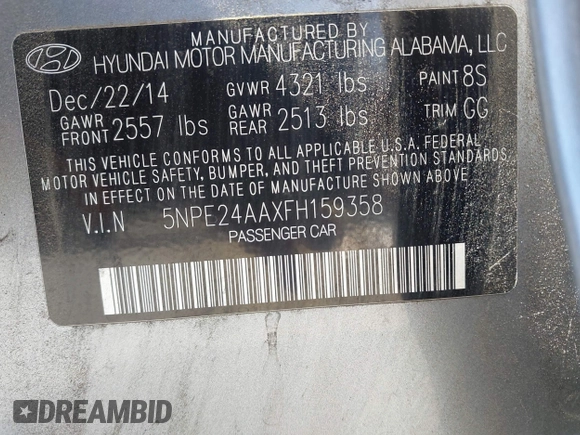 MANUFACTURED BY
HYUNDAI MOTOR MANUFACTURING ALABAMA, LLC
Dec/22/14 GVWR 4321 lbs PAINT 8S
GAWR FRONT 2557 lbs GAWR REAR 2513 lbs TRIM GG
THIS VEHICLE CONFORMS TO ALL APPLICABLE U.S.A. FEDERAL
MOTOR VEHICLE SAFETY, BUMPER, AND THEFT PREVENTION STANDARDS
IN EFFECT ON THE DATE OF MANUFACTURE SHOWN ABOVE
V.I.N 5NPE24AAXFH159358
PASSENGER CAR
DREAMBID